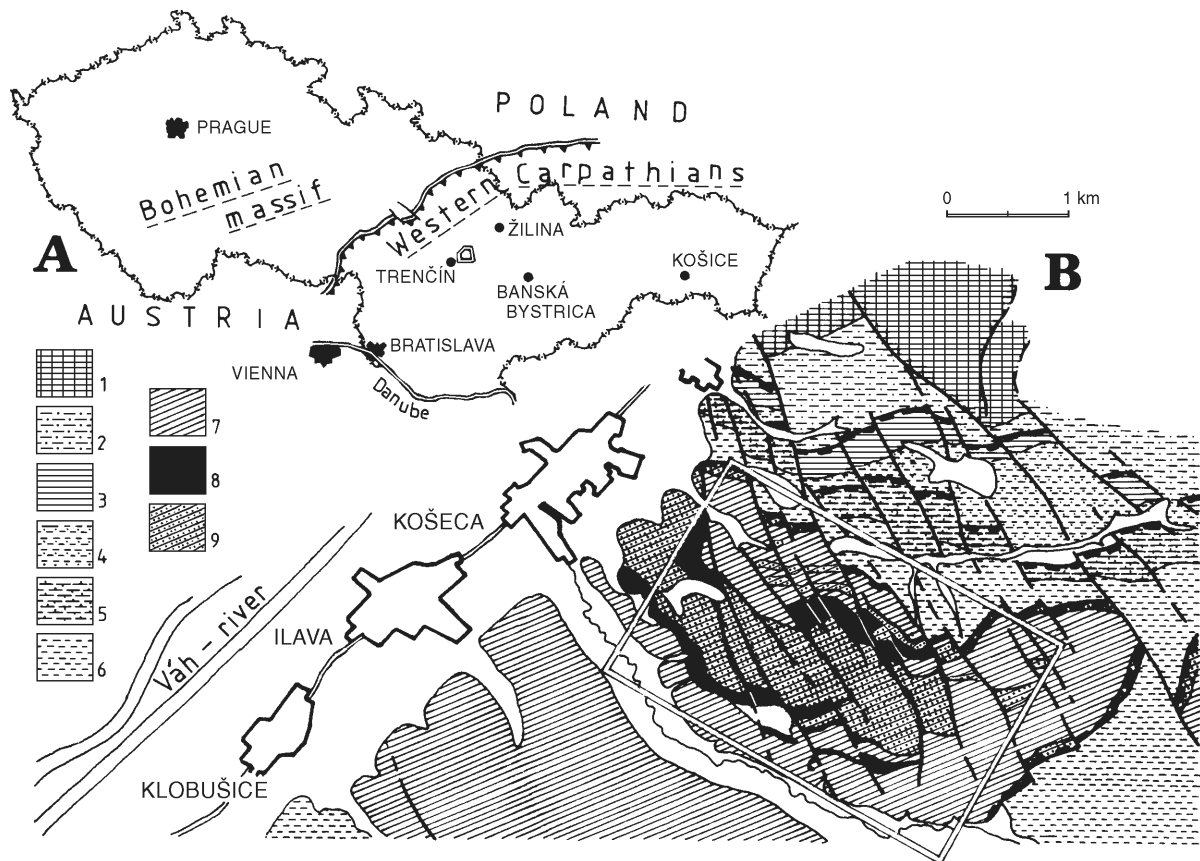 POLAND
PRAGUE
Bohemian
massif
Western Carpathians
A
ŽILINA
TRENČÍN
KOŠICE
BANSKÁ
BYSTRICA
AUSTRIA
BRATISLAVA
VIENNA
Danube
0 1 km
B
1
2
3
4
5
6
7
8
9
KOŠECA
ILAVA
Váh - river
KLOBUŠICE